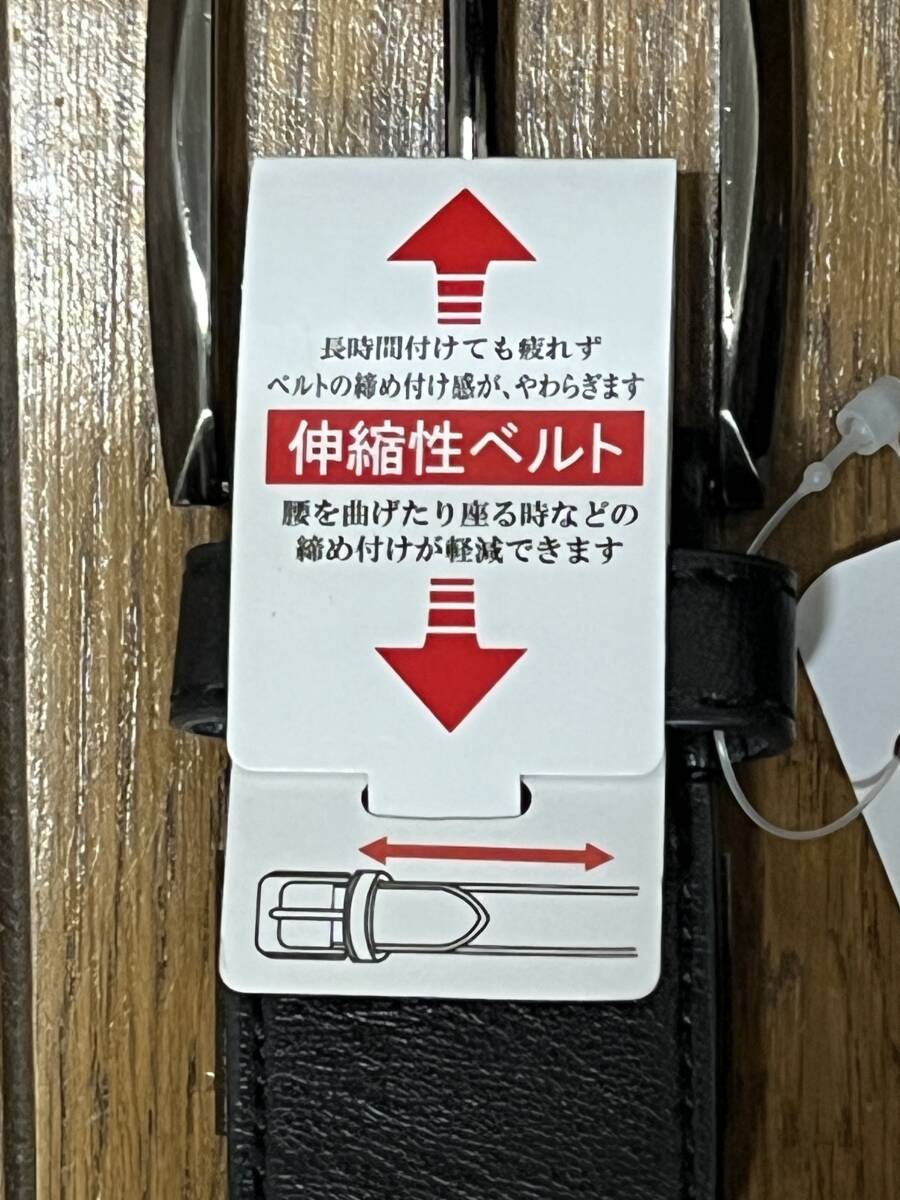 長時間付けても疲れず
ベルトの締め付け感が、やわらぎます
伸縮性ベルト
腰を曲げたり座る時などの
締め付けが軽減できます